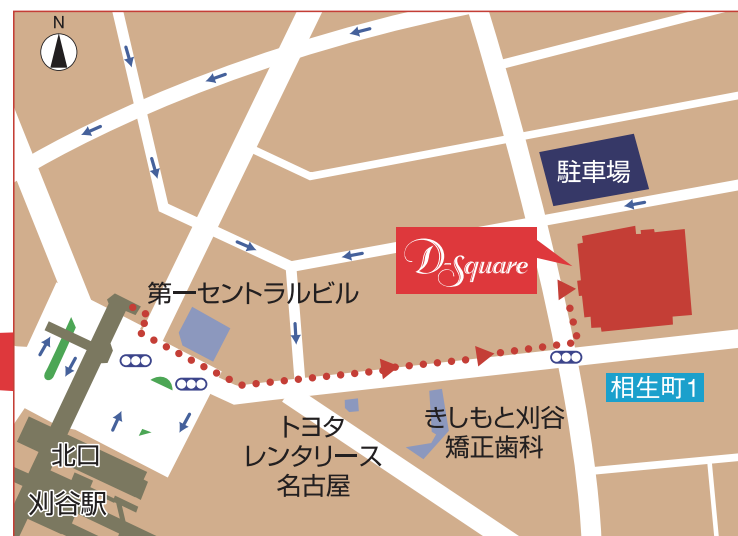 N
駐車場
D-Square
第一セントラルビル
相生町1
トヨタ
レンタリース
名古屋
きしもと刈谷
矯正歯科
北口
刈谷駅